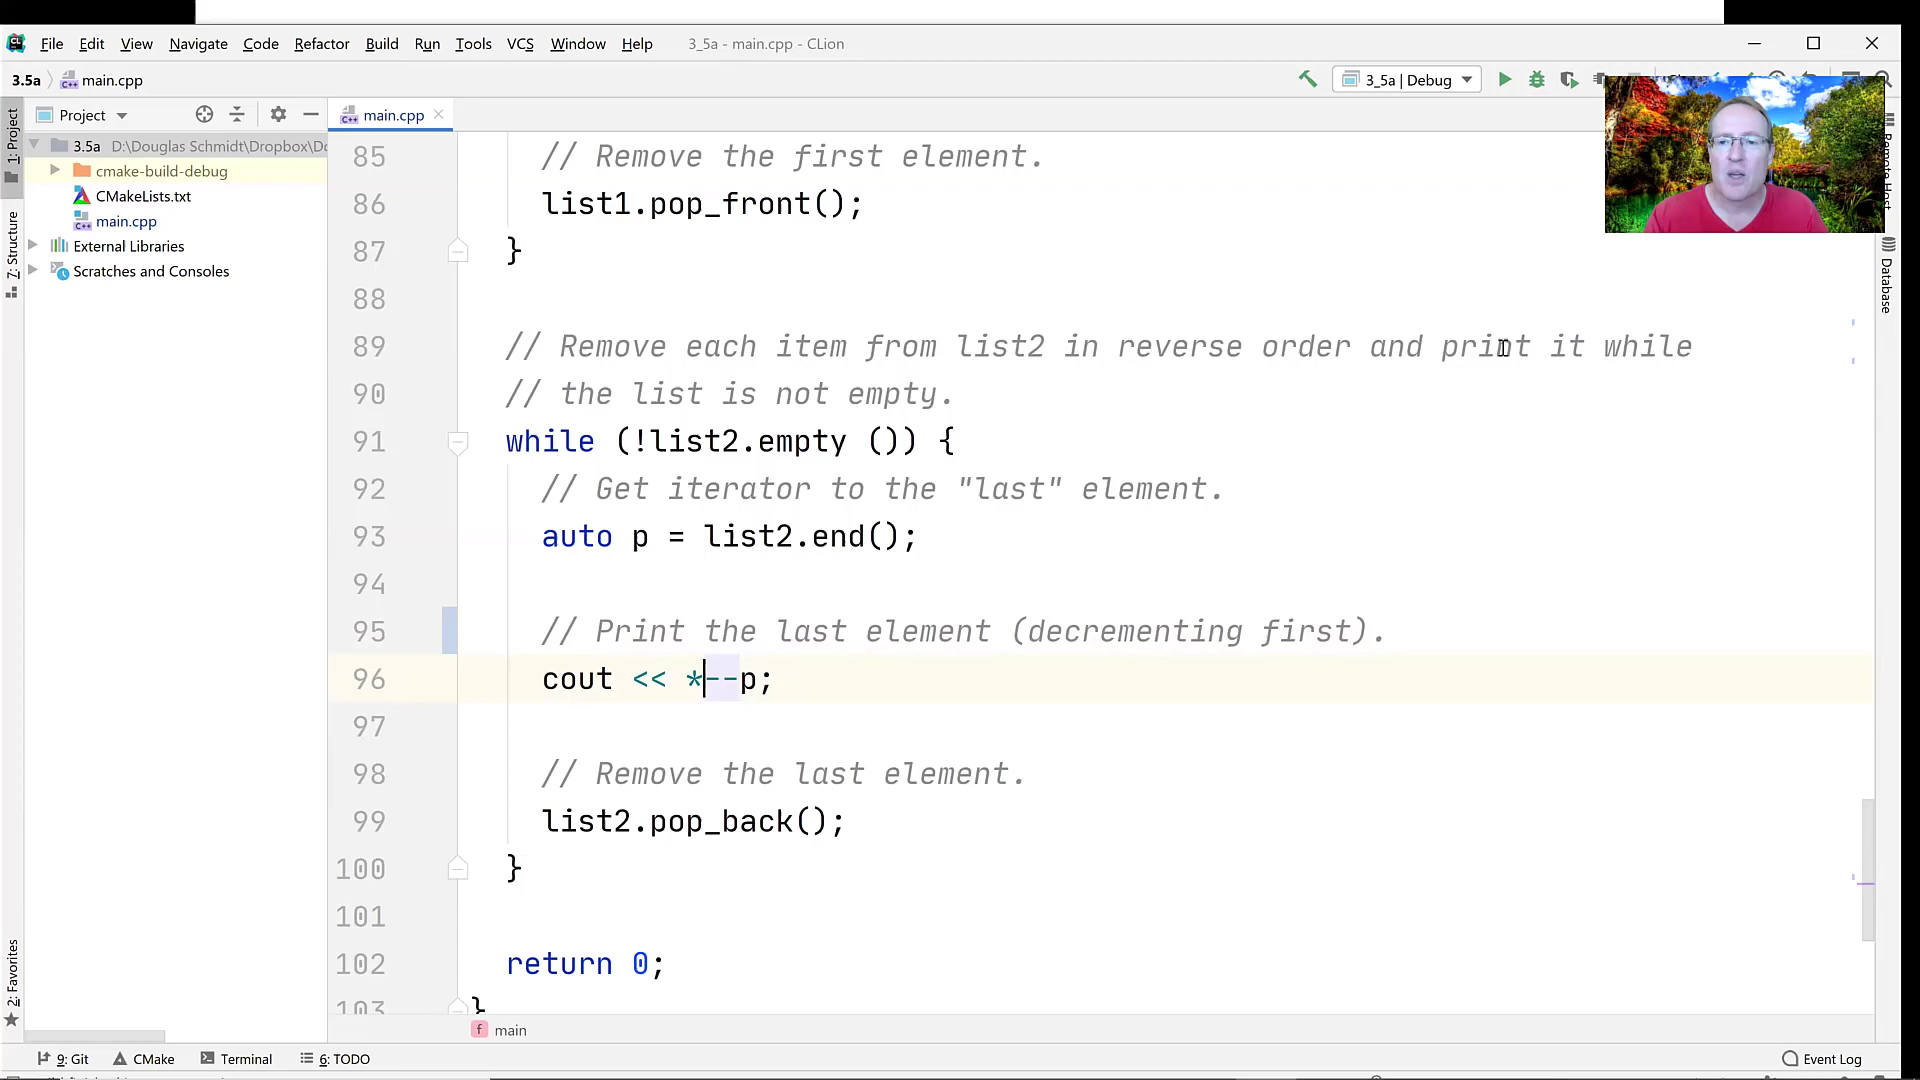 File Edit View Navigate Code Refactor Build Run Tools VCS Window Help 3_5a - main.cpp - CLion
3.5a main.cpp 3_5a | Debug
Project main.cpp
3.5a D:\Douglas Schmidt\Dropbox\Do
cmake-build-debug
CMakeLists.txt
main.cpp
External Libraries
Scratches and Consoles
1: Project
7: Structure
2: Favorites
85 // Remove the first element.
86 list1.pop_front();
87 }
88
89 // Remove each item from list2 in reverse order and print it while
90 // the list is not empty.
91 while (!list2.empty ()) {
92 // Get iterator to the "last" element.
93 auto p = list2.end();
94
95 // Print the last element (decrementing first).
96 cout << *--p;
97
98 // Remove the last element.
99 list2.pop_back();
100 }
101
102 return 0;
103 }
Remote Host
Database
f main
9: Git CMake Terminal 6: TODO Event Log